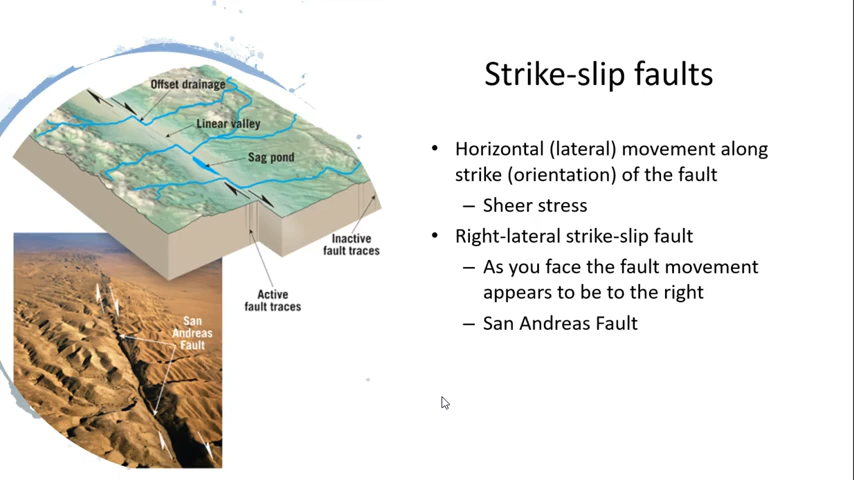 Strike-slip faults
Offset drainage
Linear valley
Sag pond
Inactive
fault traces
Active
fault traces
San
Andreas
Fault
• Horizontal (lateral) movement along
strike (orientation) of the fault
– Sheer stress
• Right-lateral strike-slip fault
– As you face the fault movement
appears to be to the right
– San Andreas Fault